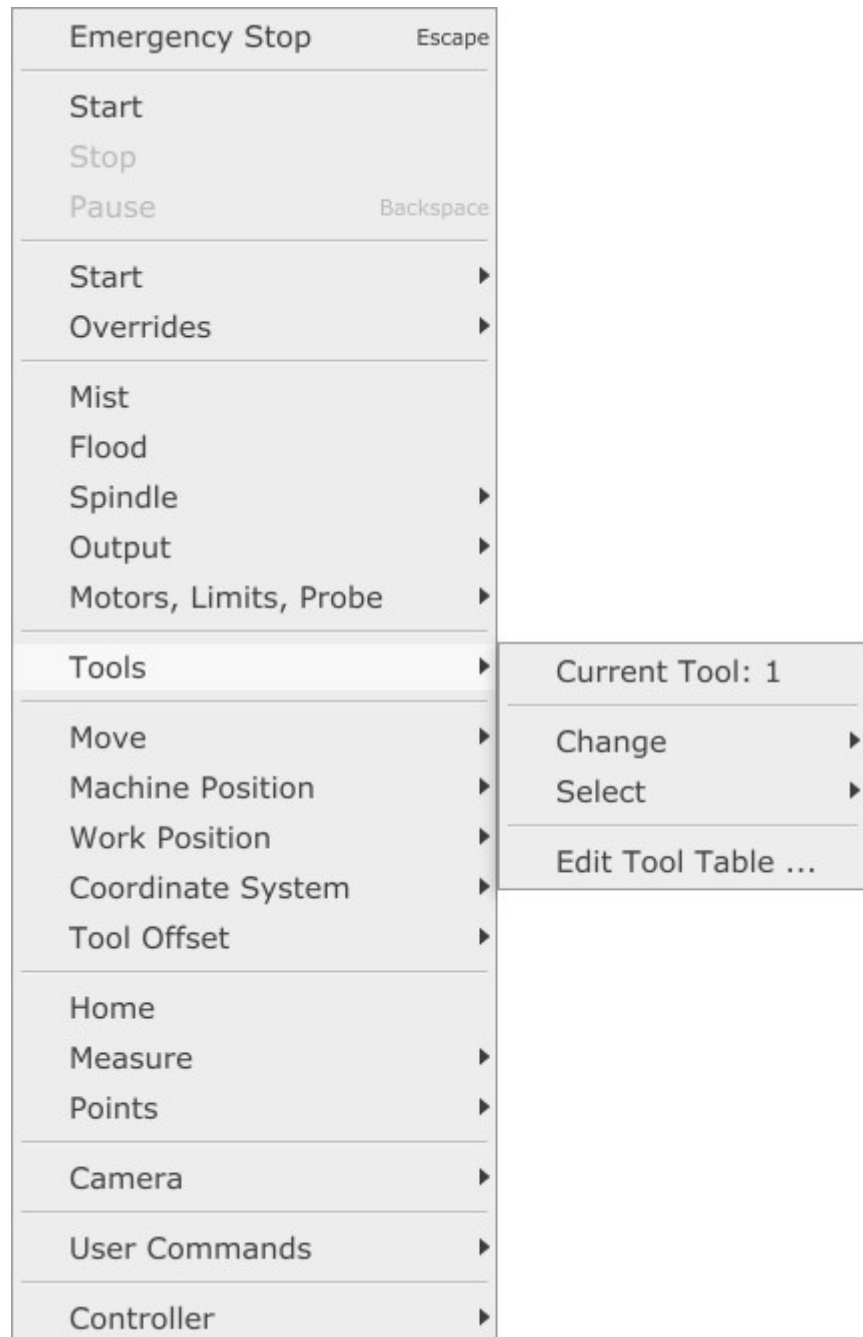 Emergency Stop Escape
Start
Stop
Pause Backspace
Start
Overrides
Mist
Flood
Spindle
Output
Motors, Limits, Probe
Tools
Current Tool: 1
Change
Select
Edit Tool Table ...
Move
Machine Position
Work Position
Coordinate System
Tool Offset
Home
Measure
Points
Camera
User Commands
Controller